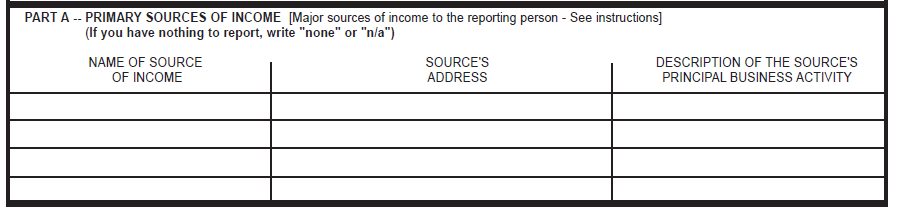 PART A -- PRIMARY SOURCES OF INCOME [Major sources of income to the reporting person - See instructions]
(If you have nothing to report, write "none" or "n/a")
NAME OF SOURCE
OF INCOME
SOURCE'S
ADDRESS
DESCRIPTION OF THE SOURCE'S
PRINCIPAL BUSINESS ACTIVITY